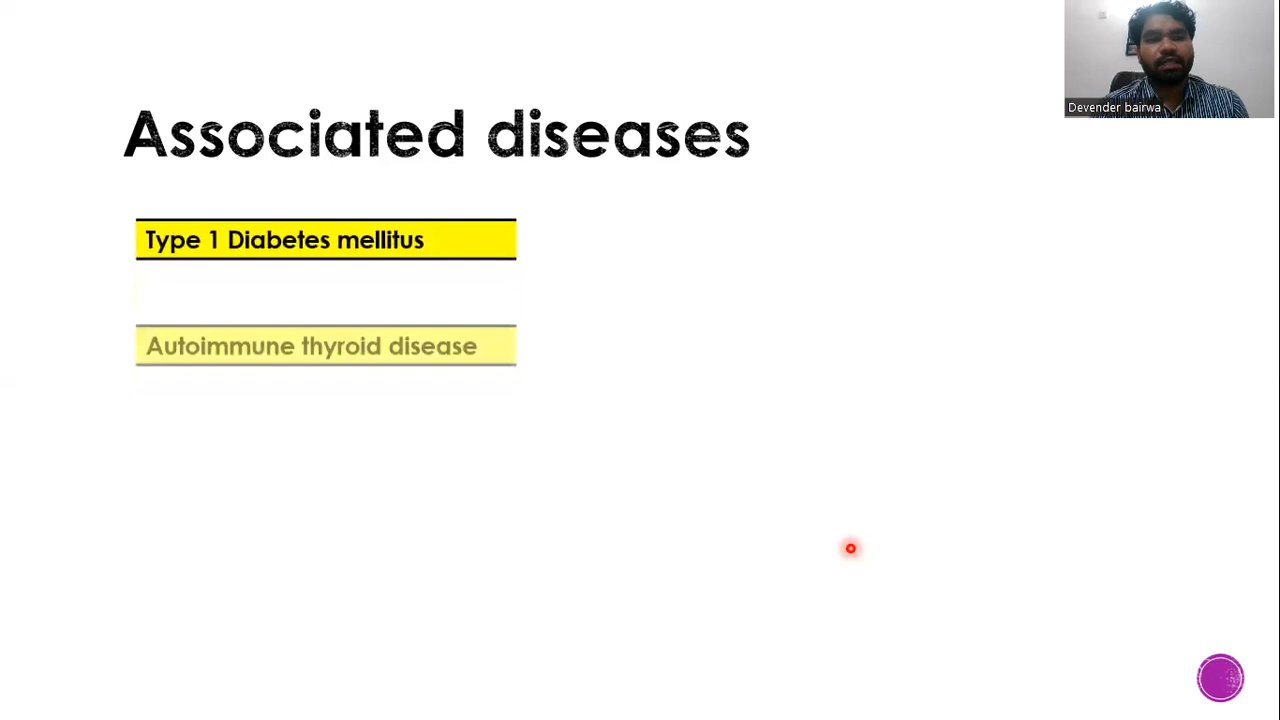 Devender bairwa
Associated diseases
Type 1 Diabetes mellitus
Autoimmune thyroid disease